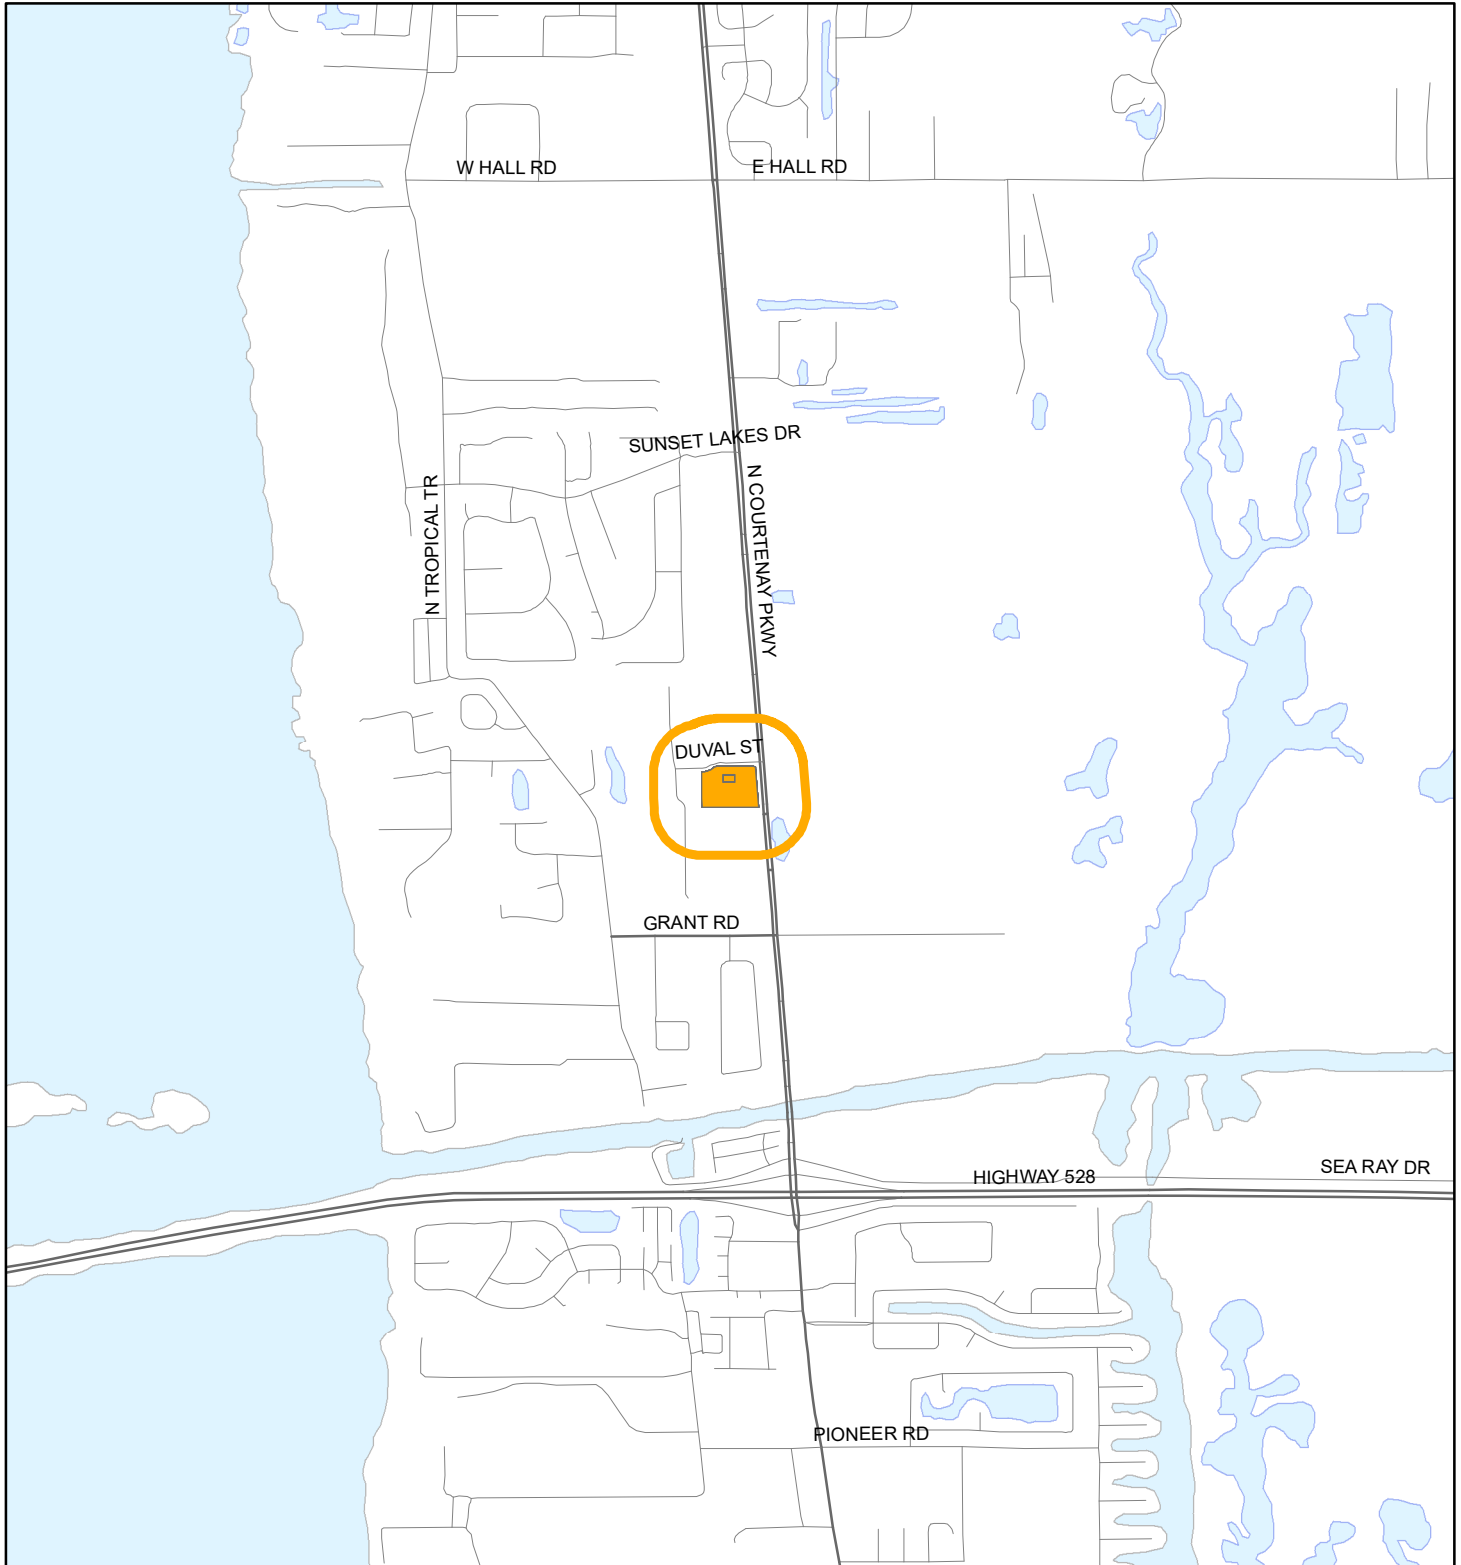 W HALL RD
E HALL RD
SUNSET LAKES DR
N TROPICAL TR
N COURTENAY PKWY
DUVAL ST
GRANT RD
HIGHWAY 528
SEA RAY DR
PIONEER RD